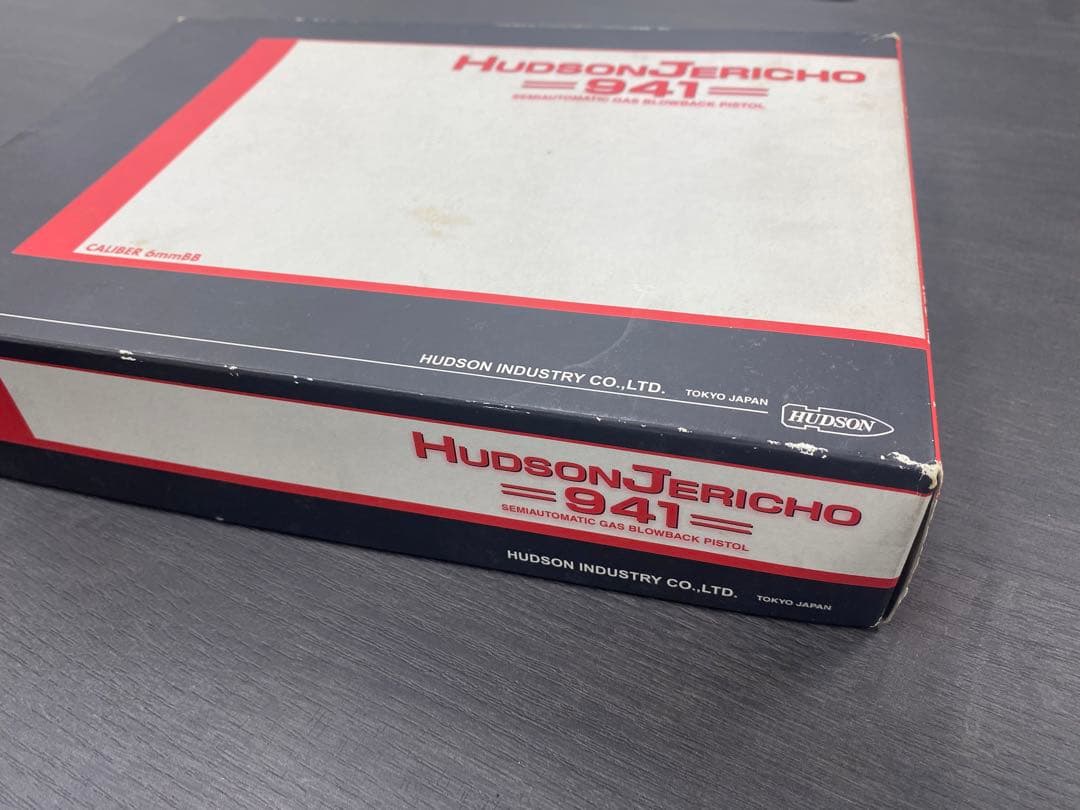 HUDSON JERICHO
941
SEMIAUTOMATIC GAS BLOWBACK PISTOL
CALIBER 6mmBB
HUDSON INDUSTRY CO.,LTD. TOKYO JAPAN
HUDSON
HUDSON JERICHO
941
SEMIAUTOMATIC GAS BLOWBACK PISTOL
HUDSON INDUSTRY CO.,LTD. TOKYO JAPAN